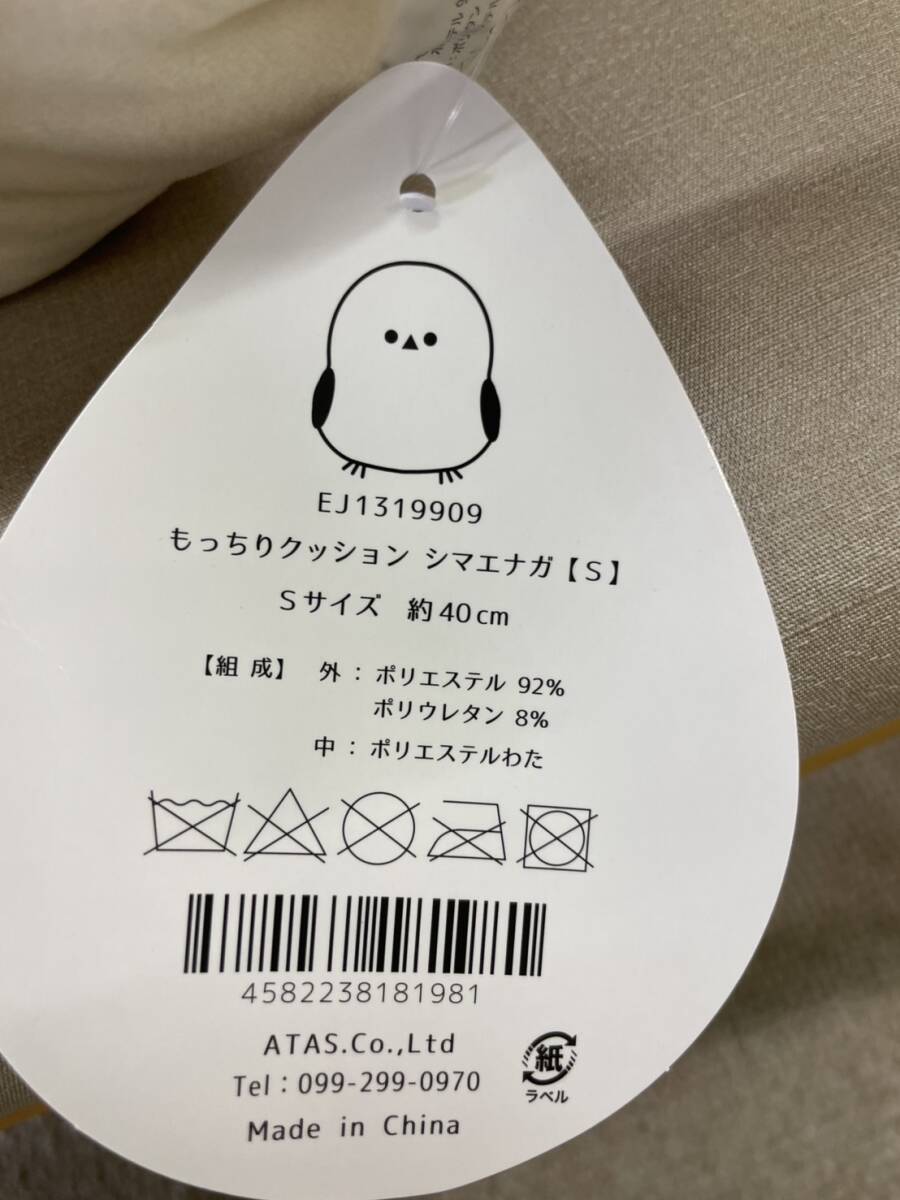 EJ1319909
もっちりクッション シマエナガ【S】
Sサイズ 約40cm
【組成】 外：ポリエステル 92%
ポリウレタン 8%
中：ポリエステルわた
4582238181981
ATAS.Co.,Ltd
Tel：099-299-0970
Made in China
紙
ラベル